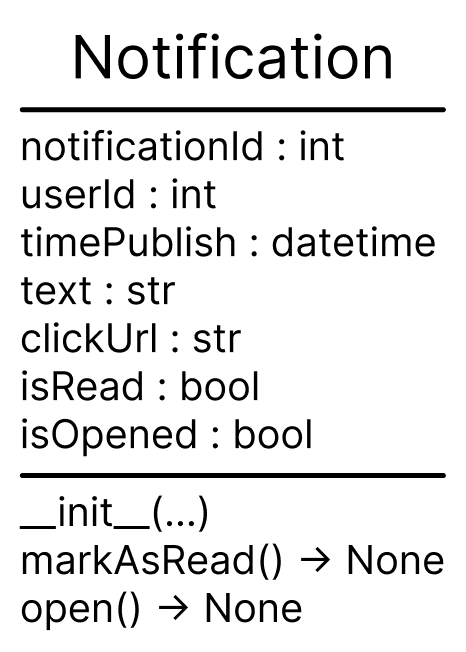 Notification
notificationId : int
userId : int
timePublish : datetime
text : str
clickUrl : str
isRead : bool
isOpened : bool
__init__(...)
markAsRead() → None
open() → None